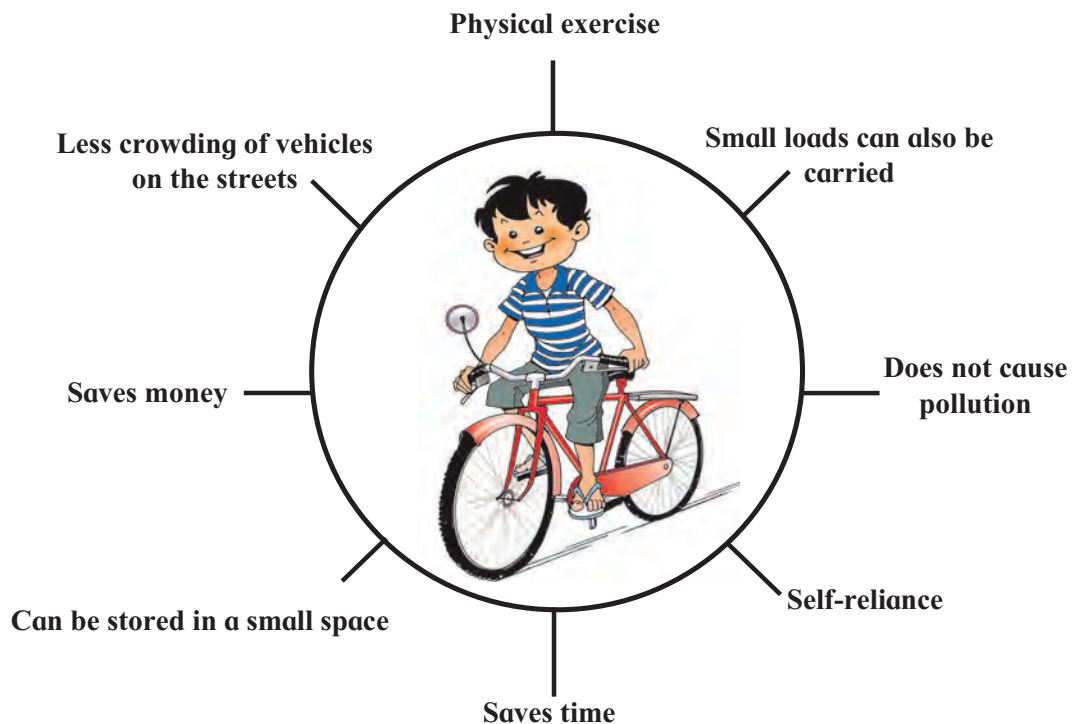 Physical exercise
Less crowding of vehicles
on the streets
Small loads can also be
carried
Saves money
Does not cause
pollution
Can be stored in a small space
Self-reliance
Saves time